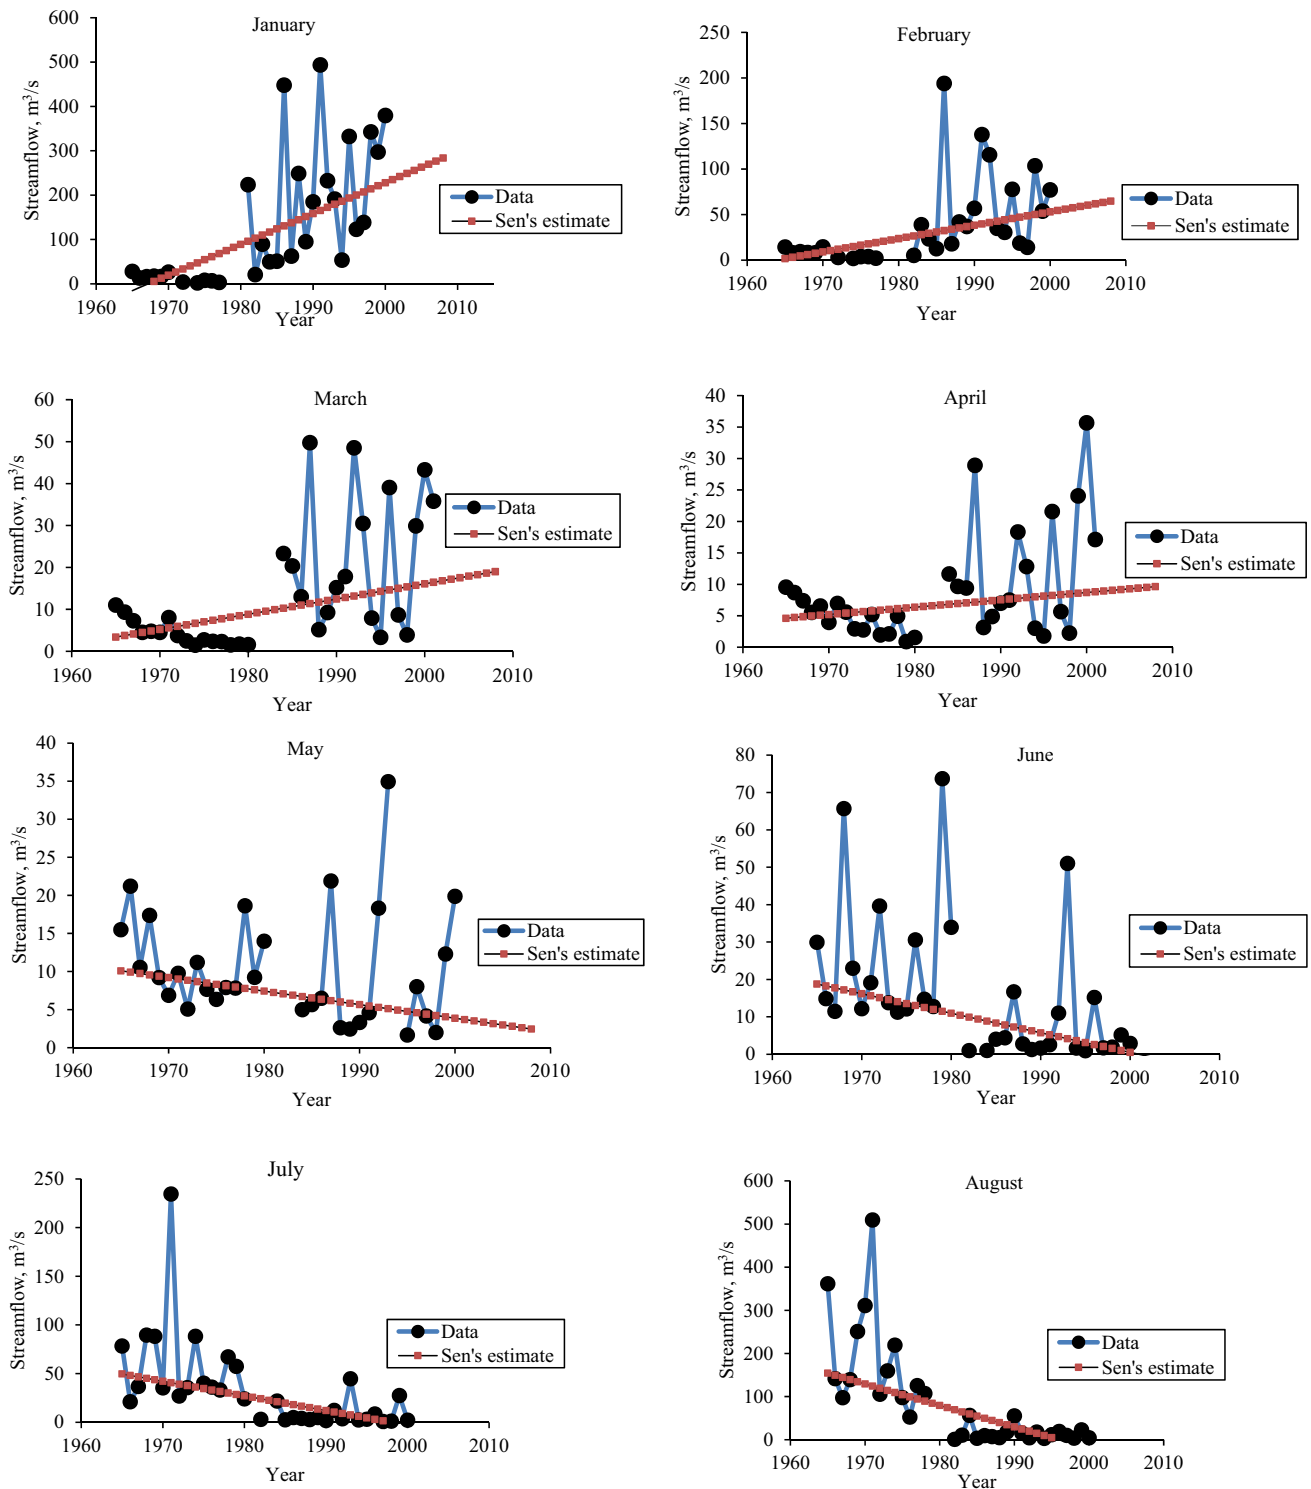 January
600
500
400
300
200
100
0
1960
1970
1980
1990
2000
2010
Streamflow, m³/s
Year
Data
Sen's estimate
February
250
200
150
100
50
0
1960
1970
1980
1990
2000
2010
Streamflow, m³/s
Year
Data
Sen's estimate
March
60
50
40
30
20
10
0
1960
1970
1980
1990
2000
2010
Streamflow, m³/s
Year
Data
Sen's estimate
April
40
35
30
25
20
15
10
5
0
1960
1970
1980
1990
2000
2010
Streamflow, m³/s
Year
Data
Sen's estimate
May
40
35
30
25
20
15
10
5
0
1960
1970
1980
1990
2000
2010
Streamflow, m³/s
Year
Data
Sen's estimate
June
80
70
60
50
40
30
20
10
0
1960
1970
1980
1990
2000
2010
Streamflow, m³/s
Year
Data
Sen's estimate
July
250
200
150
100
50
0
1960
1970
1980
1990
2000
2010
Streamflow, m³/s
Year
Data
Sen's estimate
August
600
500
400
300
200
100
0
1960
1970
1980
1990
2000
2010
Streamflow, m³/s
Year
Data
Sen's estimate